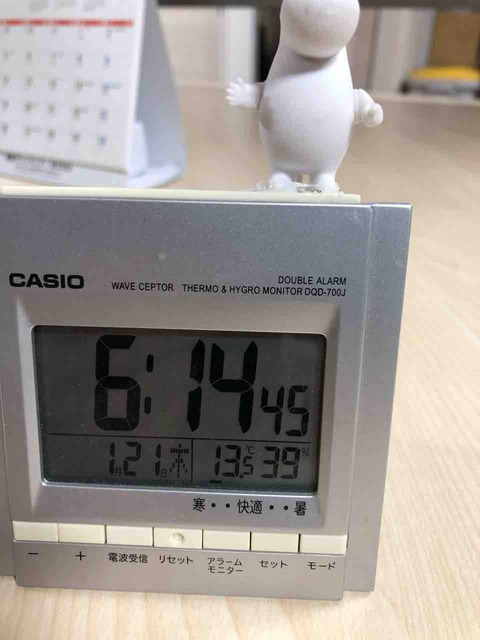 CASIO
WAVE CEPTOR THERMO & HYGRO MONITOR DQD-700J
DOUBLE ALARM
6:14 45
1月21日 木 13.5℃ 39%
寒・・快適・・暑
− + 電波受信 リセット アラームモニター セット モード